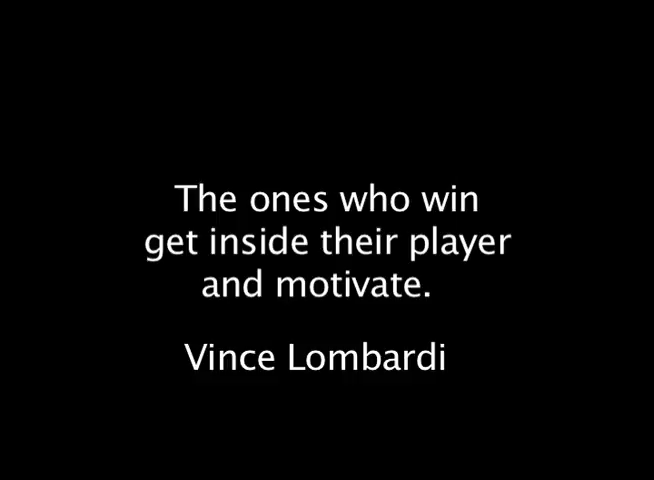 The ones who win
get inside their player
and motivate.
Vince Lombardi